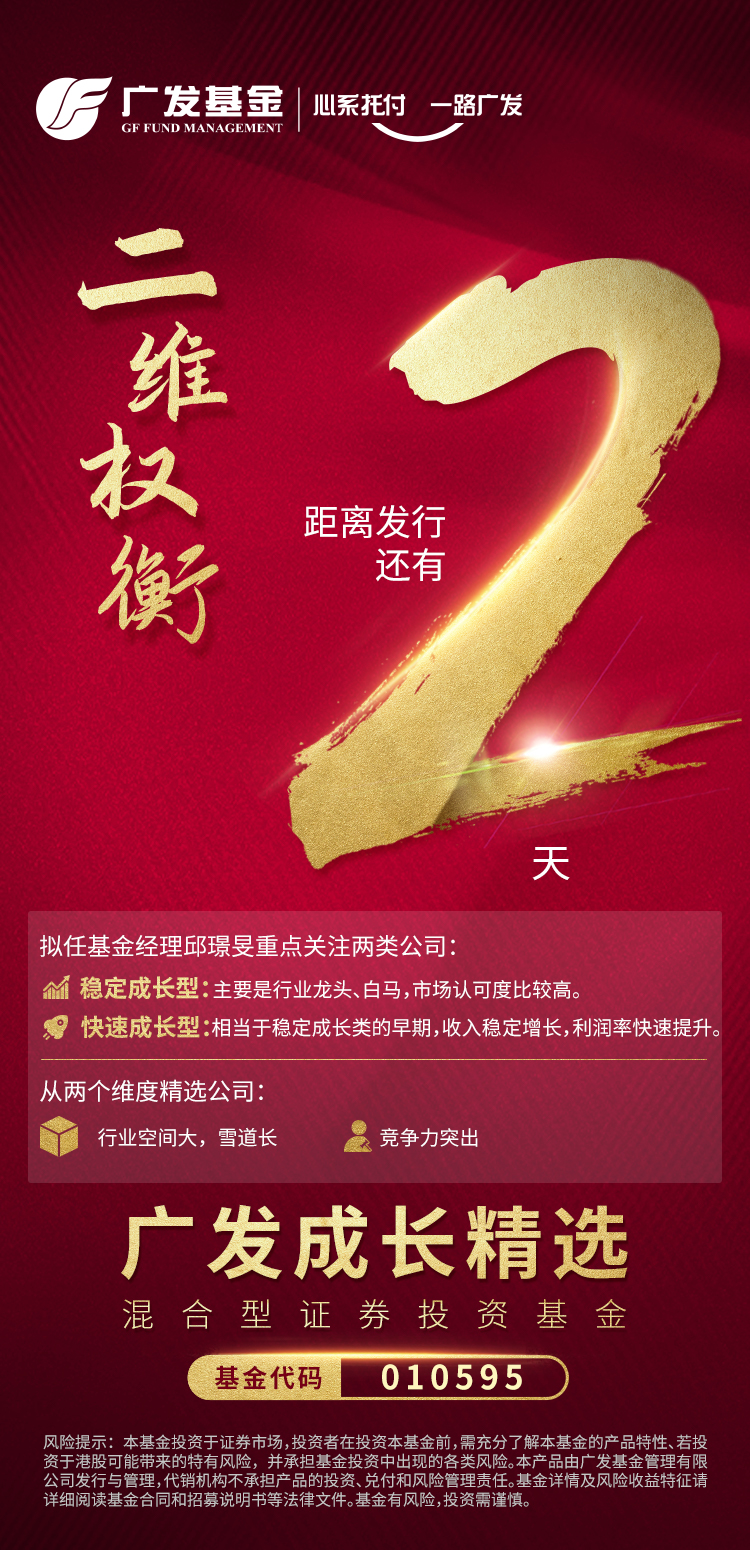 广发基金
GF FUND MANAGEMENT
心系托付 一路广发
二维权衡
2
距离发行
还有
天
拟任基金经理邱璟旻重点关注两类公司：
稳定成长型：主要是行业龙头、白马，市场认可度比较高。
快速成长型：相当于稳定成长类的早期，收入稳定增长，利润率快速提升。
从两个维度精选公司：
行业空间大，雪道长 竞争力突出
广发成长精选
混合型证券投资基金
基金代码 010595
风险提示：本基金投资于证券市场，投资者在投资本基金前，需充分了解本基金的产品特性、若投
资于港股可能带来的特有风险，并承担基金投资中出现的各类风险。本产品由广发基金管理有限
公司发行与管理，代销机构不承担产品的投资、兑付和风险管理责任。基金详情及风险收益特征请
详细阅读基金合同和招募说明书等法律文件。基金有风险，投资需谨慎。